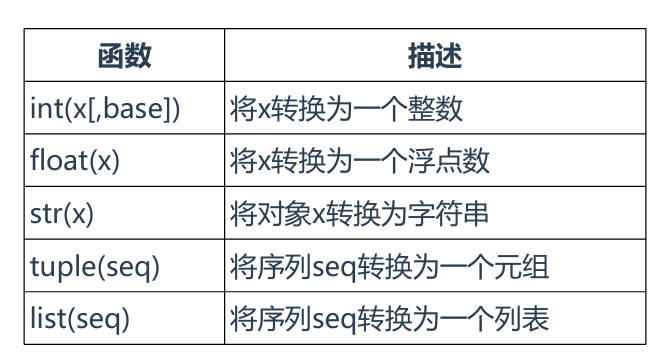 函数 描述
int(x[,base]) 将x转换为一个整数
float(x) 将x转换为一个浮点数
str(x) 将对象x转换为字符串
tuple(seq) 将序列seq转换为一个元组
list(seq) 将序列seq转换为一个列表